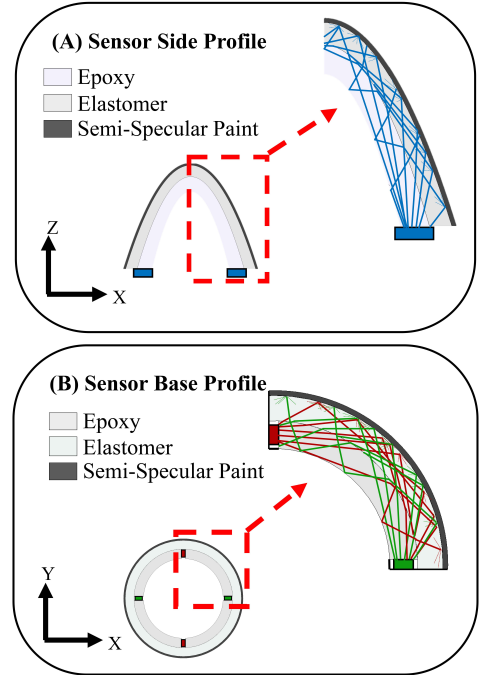 (A) Sensor Side Profile
Epoxy
Elastomer
Semi-Specular Paint
Z
X
(B) Sensor Base Profile
Epoxy
Elastomer
Semi-Specular Paint
Y
X